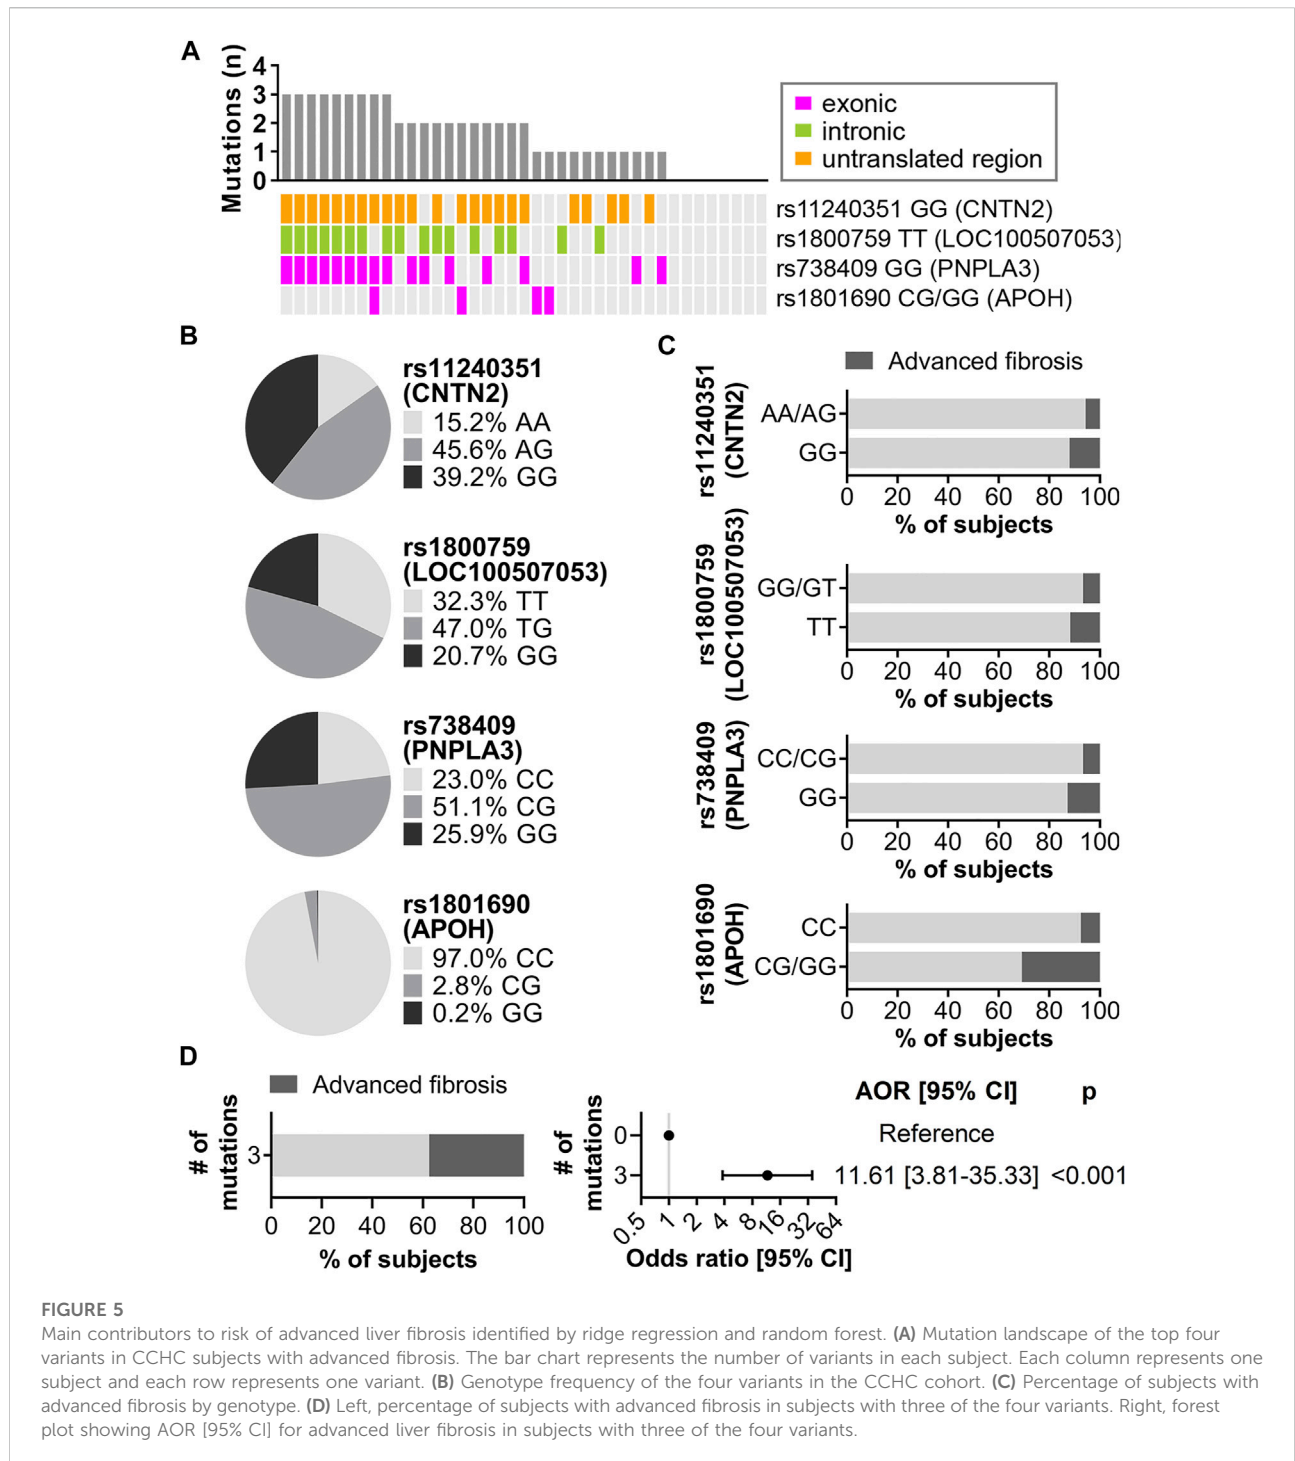 A
Mutations (n)
4
3
2
1
0
exonic
intronic
untranslated region
rs11240351 GG (CNTN2)
rs1800759 TT (LOC100507053)
rs738409 GG (PNPLA3)
rs1801690 CG/GG (APOH)
B
rs11240351
(CNTN2)
15.2% AA
45.6% AG
39.2% GG
rs1800759
(LOC100507053)
32.3% TT
47.0% TG
20.7% GG
rs738409
(PNPLA3)
23.0% CC
51.1% CG
25.9% GG
rs1801690
(APOH)
97.0% CC
2.8% CG
0.2% GG
C
Advanced fibrosis
rs11240351
(CNTN2)
AA/AG
GG
0 20 40 60 80 100
% of subjects
rs1800759
(LOC100507053)
GG/GT
TT
0 20 40 60 80 100
% of subjects
rs738409
(PNPLA3)
CC/CG
GG
0 20 40 60 80 100
% of subjects
rs1801690
(APOH)
CC
CG/GG
0 20 40 60 80 100
% of subjects
D
Advanced fibrosis
# of
mutations
3
0 20 40 60 80 100
% of subjects
# of
mutations
0
3
0.5 1 2 4 8 16 32 64
Odds ratio [95% CI]
AOR [95% CI] p
Reference
11.61 [3.81-35.33] <0.001
FIGURE 5
Main contributors to risk of advanced liver fibrosis identified by ridge regression and random forest. (A) Mutation landscape of the top four
variants in CCHC subjects with advanced fibrosis. The bar chart represents the number of variants in each subject. Each column represents one
subject and each row represents one variant. (B) Genotype frequency of the four variants in the CCHC cohort. (C) Percentage of subjects with
advanced fibrosis by genotype. (D) Left, percentage of subjects with advanced fibrosis in subjects with three of the four variants. Right, forest
plot showing AOR [95% CI] for advanced liver fibrosis in subjects with three of the four variants.